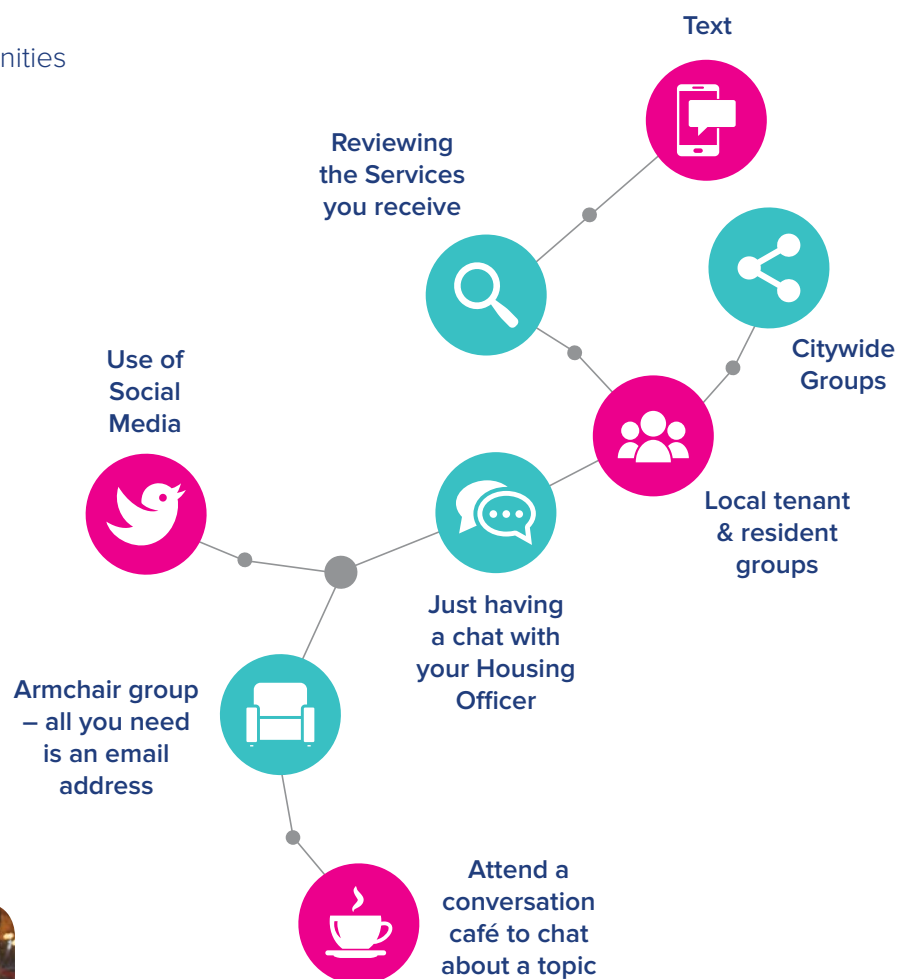 nities
Text
Reviewing
the Services
you receive
Citywide
Groups
Use of
Social
Media
Local tenant
& resident
groups
Just having
a chat with
your Housing
Officer
Armchair group
– all you need
is an email
address
Attend a
conversation
café to chat
about a topic